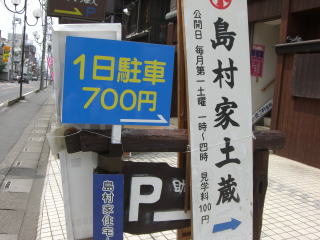 1日駐車
700円
島村家土蔵
公開日 毎月第一土曜 一時～四時 見学料100円
島村家住宅土
P